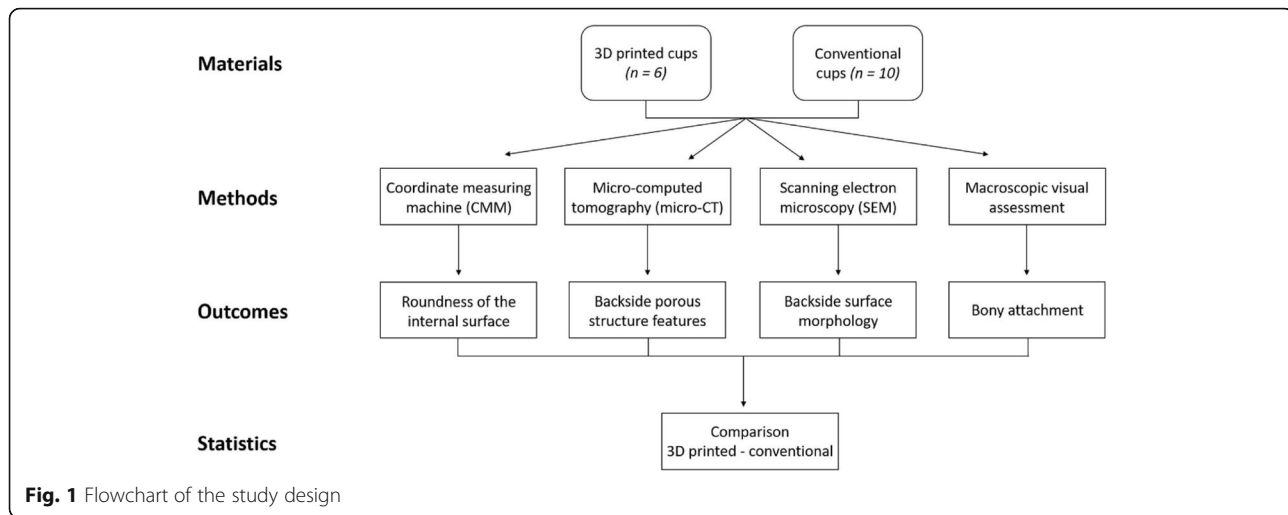 Materials
3D printed cups
(n = 6)
Conventional
cups (n = 10)
Methods
Coordinate measuring
machine (CMM)
Micro-computed
tomography (micro-CT)
Scanning electron
microscopy (SEM)
Macroscopic visual
assessment
Outcomes
Roundness of the
internal surface
Backside porous
structure features
Backside surface
morphology
Bony attachment
Statistics
Comparison
3D printed - conventional
Fig. 1 Flowchart of the study design